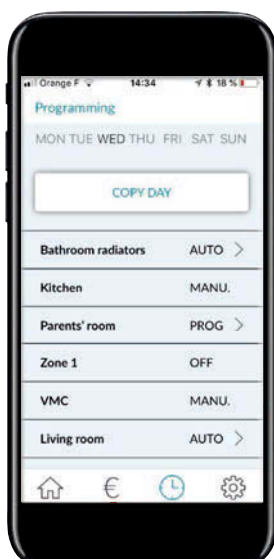 Orange F 14:34 18 %
Programming
MON TUE WED THU FRI SAT SUN
COPY DAY
Bathroom radiators AUTO >
Kitchen MANU.
Parents' room PROG >
Zone 1 OFF
VMC MANU.
Living room AUTO >
€